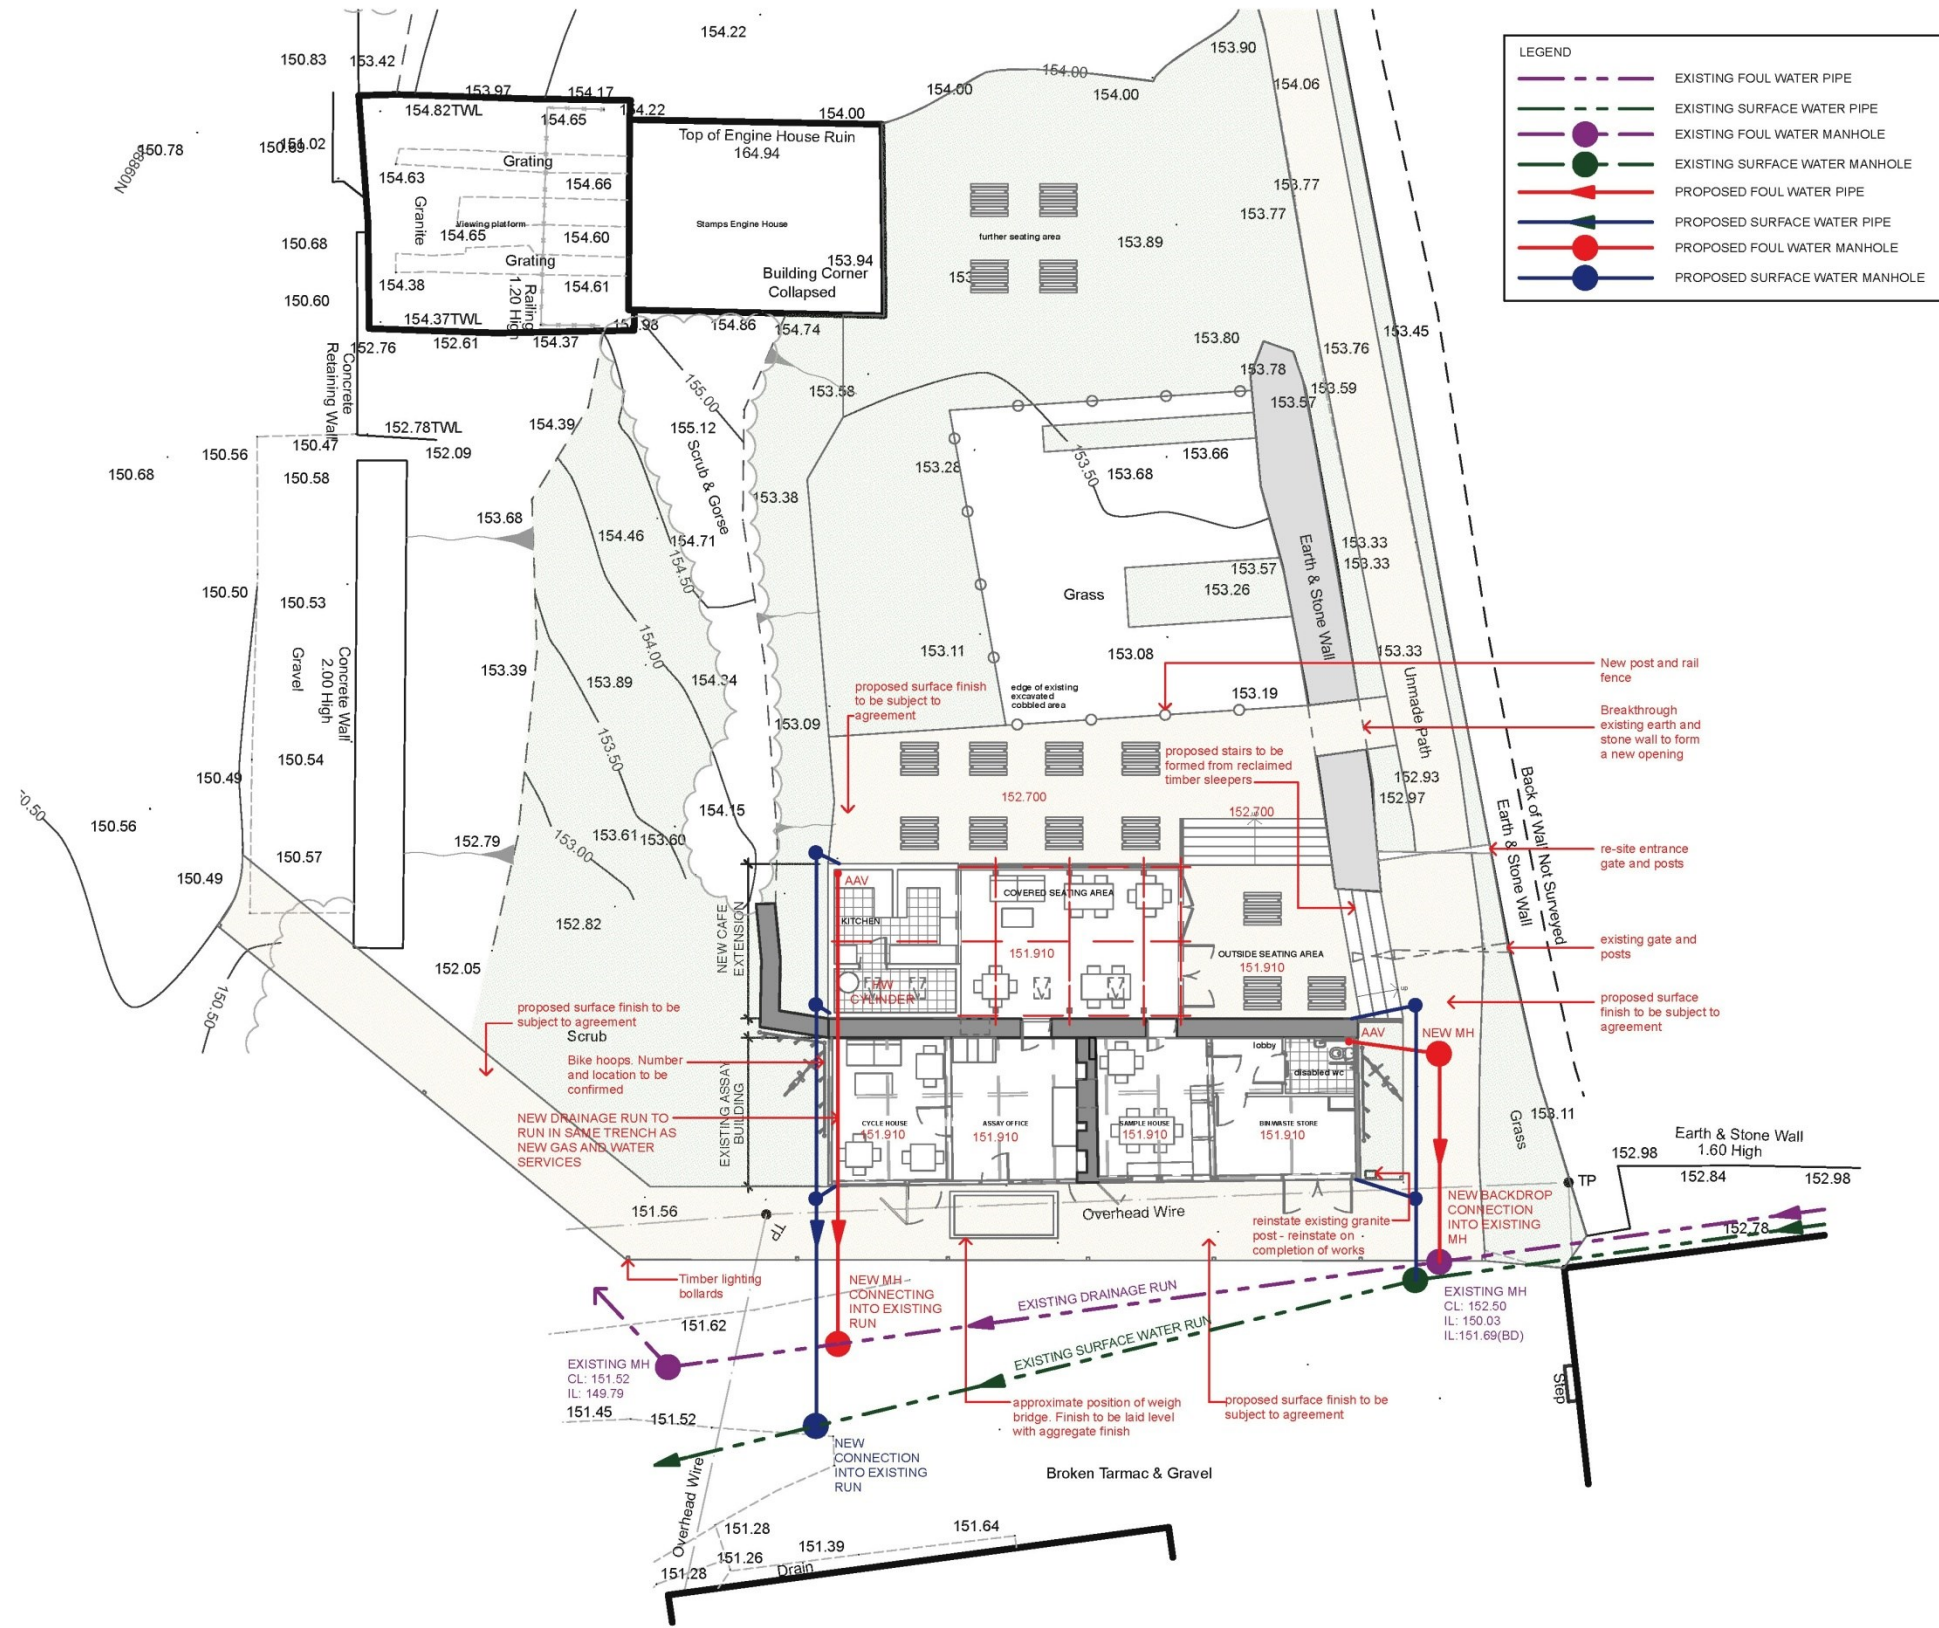 LEGEND
EXISTING FOUL WATER PIPE
EXISTING SURFACE WATER PIPE
EXISTING FOUL WATER MANHOLE
EXISTING SURFACE WATER MANHOLE
PROPOSED FOUL WATER PIPE
PROPOSED SURFACE WATER PIPE
PROPOSED FOUL WATER MANHOLE
PROPOSED SURFACE WATER MANHOLE
154.22
153.90
150.83
153.42
154.00
154.06
153.97
154.17
154.00
154.00
154.82TWL
154.65
154.22
154.00
Top of Engine House Ruin
164.94
150.78
Grating
154.63
154.66
153.77
Granite
Viewing platform
154.65
154.60
Stamps Engine House
153.77
150.68
further seating area
153.89
Grating
153.94
Building Corner
Collapsed
154.38
154.61
150.60
Railing
1.20 High
154.37TWL
154.86
154.74
153.45
152.76
152.61
154.37
153.80
153.76
Concrete
Retaining Wall
153.78
153.59
153.57
155.00
153.58
152.78TWL
154.39
155.12
150.47
152.09
150.56
153.66
153.28
153.50
153.68
150.68
150.58
Scrub & Gorse
153.38
153.68
154.46
154.71
153.33
153.33
154.50
Earth & Stone Wall
153.57
153.26
150.50
150.53
Grass
154.00
153.11
153.08
153.33
Concrete Wall
2.00 High
Gravel
153.39
153.89
154.34
New post and rail
fence
proposed surface finish
to be subject to
agreement
edge of existing
excavated
cobbled area
153.19
Unmade Path
153.09
Breakthrough
existing earth and
stone wall to form
a new opening
153.50
150.54
150.49
proposed stairs to be
formed from reclaimed
timber sleepers
152.93
152.97
152.700
152.700
154.15
150.56
152.79
153.61
153.60
153.00
Back of Wall Not Surveyed
Earth & Stone Wall
150.57
150.49
re-site entrance
gate and posts
AAV
COVERED SEATING AREA
KITCHEN
NEW CAFE
EXTENSION
152.82
151.910
OUTSIDE SEATING AREA
151.910
existing gate and
posts
152.05
CYLINDER
up
150.50
proposed surface finish to be
subject to agreement
Scrub
proposed surface
finish to be subject to
agreement
AAV
NEW MH
lobby
disabled wc
Bike hoops. Number
and location to be
confirmed
EXISTING ASSAY
BUILDING
NEW DRAINAGE RUN TO
RUN IN SAME TRENCH AS
NEW GAS AND WATER
SERVICES
CYCLE HOUSE
151.910
ASSAY OFFICE
151.910
SAMPLE HOUSE
151.910
BIN/WASTE STORE
151.910
153.11
Grass
Earth & Stone Wall
1.60 High
152.98
152.84
152.98
TP
151.56
TP
Overhead Wire
NEW BACKDROP
CONNECTION
INTO EXISTING
MH
reinstate existing granite
post - reinstate on
completion of works
152.78
Timber lighting
bollards
NEW MH
CONNECTING
INTO EXISTING
RUN
EXISTING DRAINAGE RUN
EXISTING SURFACE WATER RUN
EXISTING MH
CL: 152.50
IL: 150.03
IL:151.69(BD)
151.62
EXISTING MH
CL: 151.52
IL: 149.79
Step
151.45
151.52
approximate position of weigh
bridge. Finish to be laid level
with aggregate finish
proposed surface finish to be
subject to agreement
NEW
CONNECTION
INTO EXISTING
RUN
Broken Tarmac & Gravel
Overhead Wire
151.28
151.39
151.64
151.26
151.28
Drain